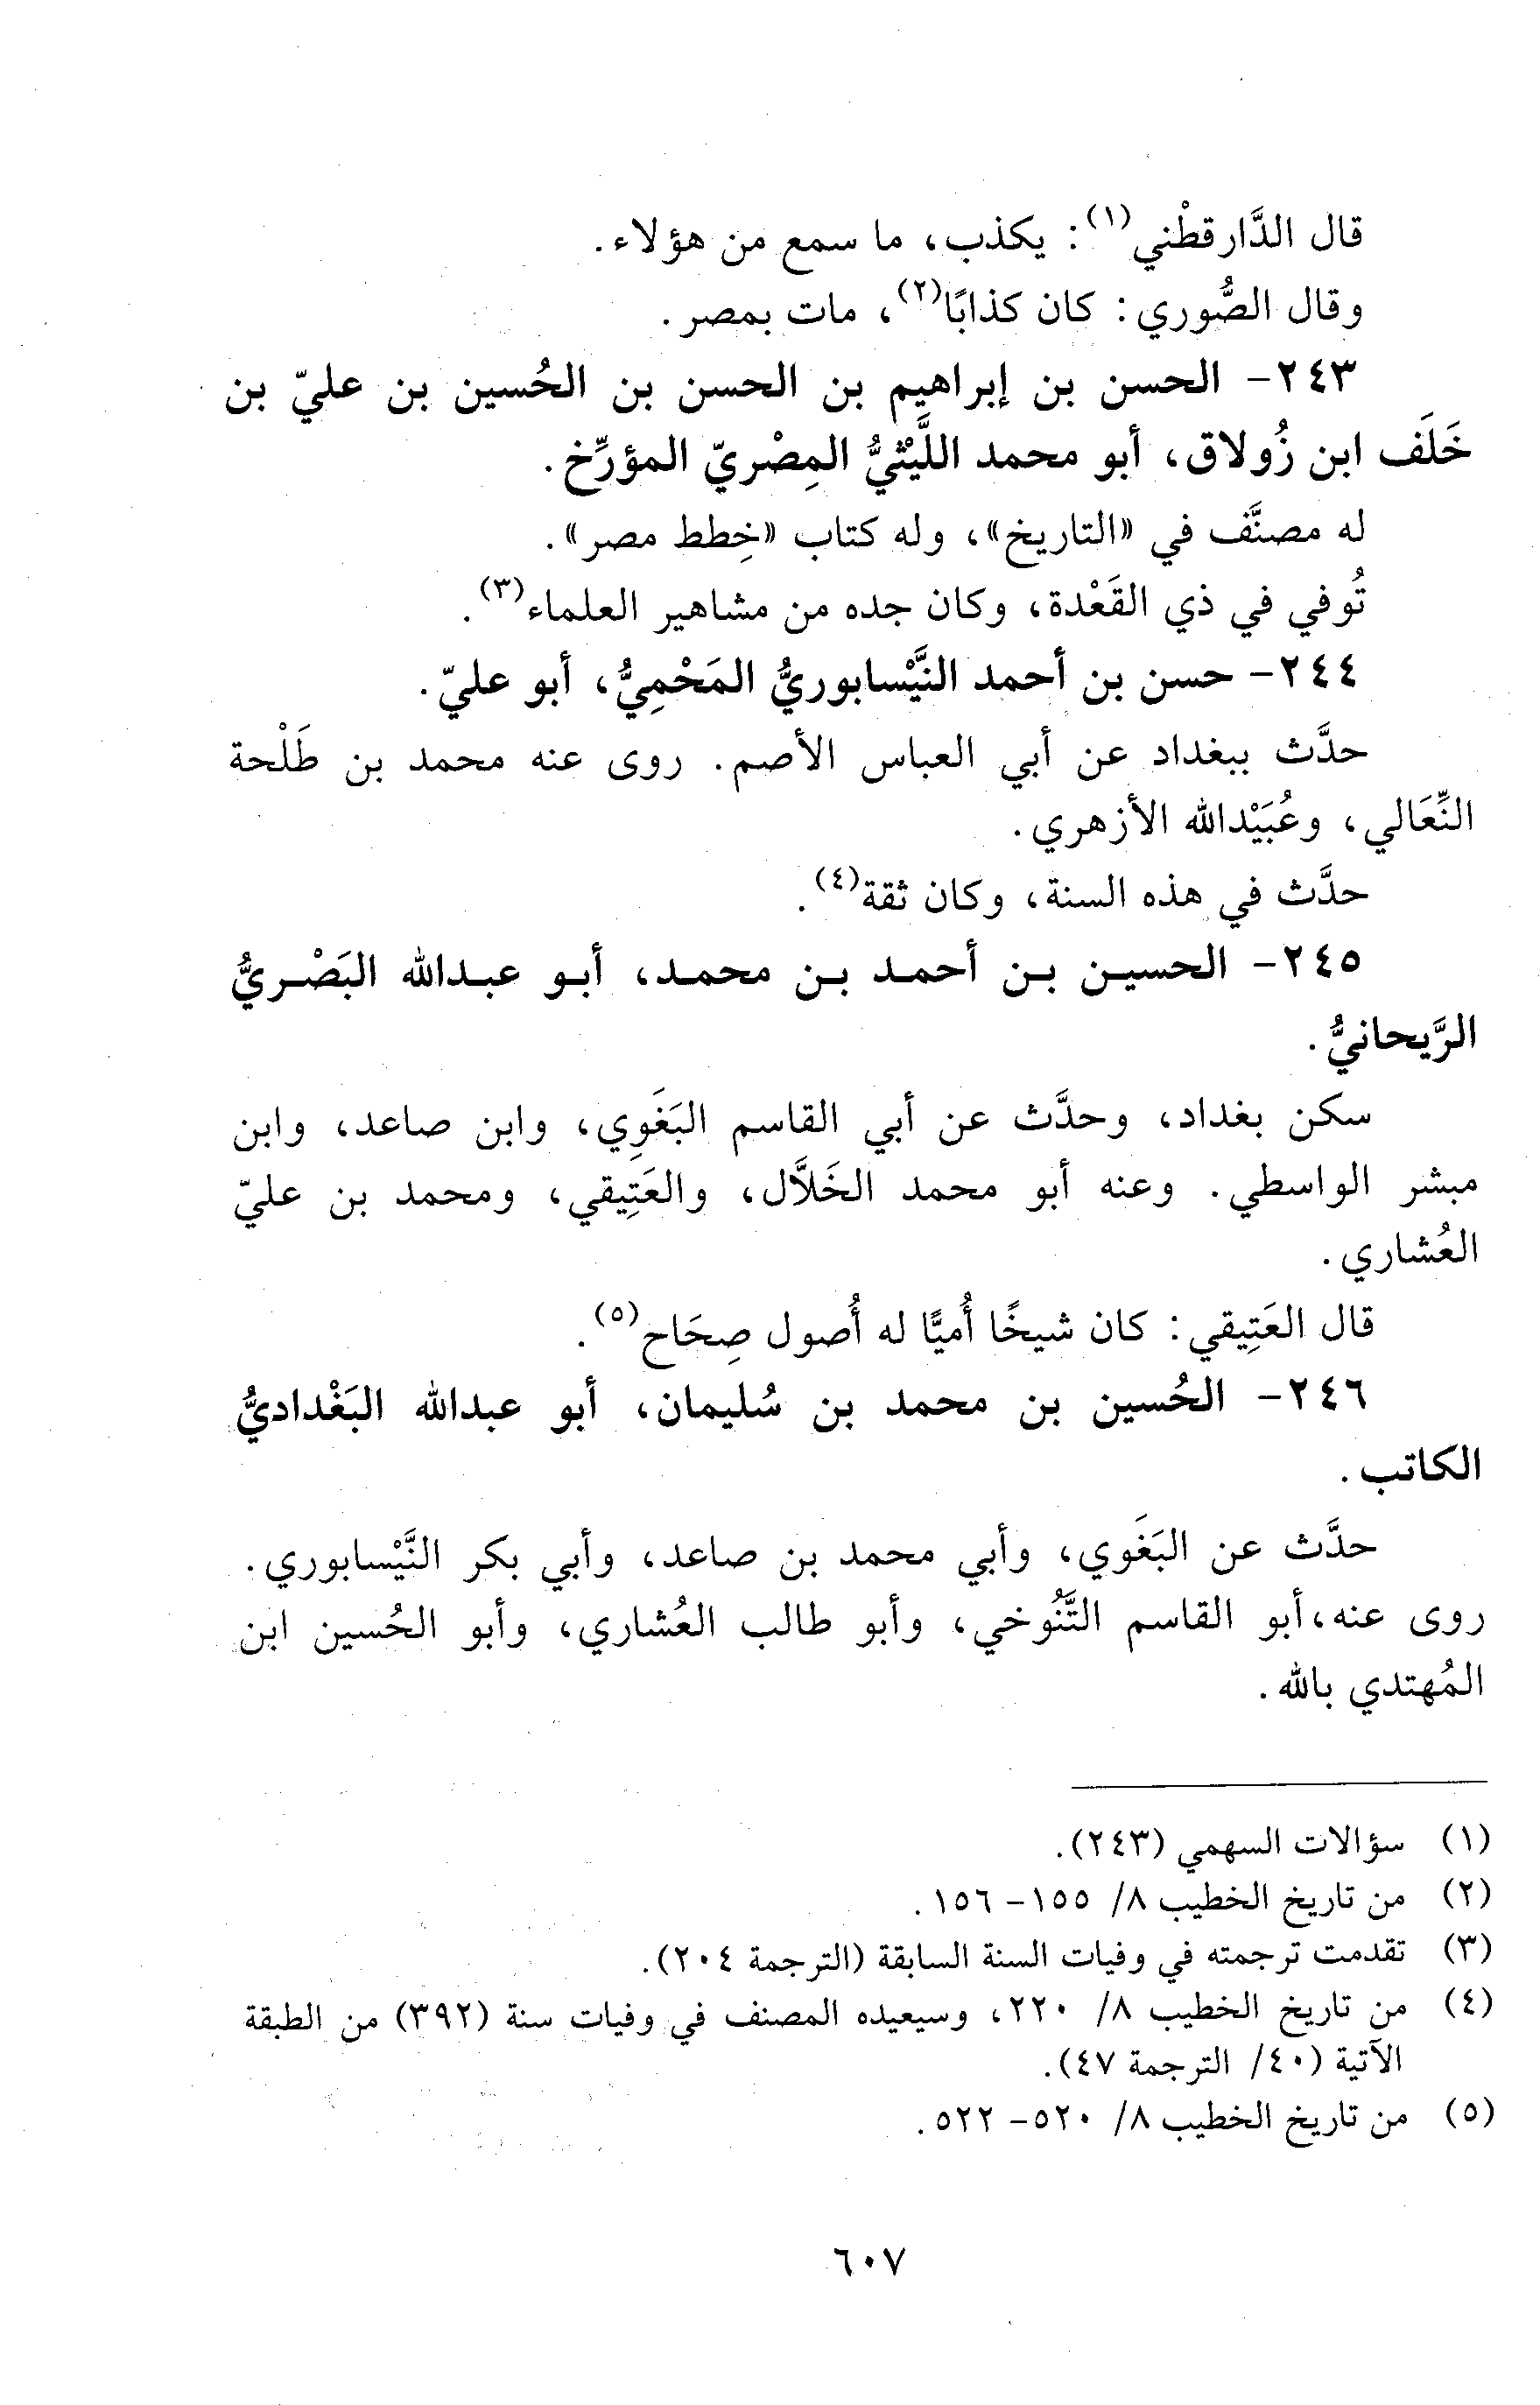 قال الدَّارقطْني(١): يكذب، ما سمع من هؤلاء.
وقال الصُّوري: كان كذابًا(٢)، مات بمصر.
٢٤٣- الحسن بن إبراهيم بن الحسن بن الحُسين بن عليّ بن
خَلَف ابن زُولاق، أبو محمد اللَّيْثيُّ المِصْريّ المؤرِّخ.
له مصنَّف في «التاريخ»، وله كتاب «خِطط مصر».
تُوفي في ذي القَعْدة، وكان جده من مشاهير العلماء(٣).
٢٤٤- حسن بن أحمد النَّيْسابوريُّ المَحْمِيُّ، أبو عليّ.
حدَّث ببغداد عن أبي العباس الأصم. روى عنه محمد بن طَلْحة
النِّعَالي، وعُبَيْدالله الأزهري.
حدَّث في هذه السنة، وكان ثقة(٤).
٢٤٥- الحسين بن أحمد بن محمد، أبو عبدالله البَصْريُّ
الرَّيحانيُّ.
سكن بغداد، وحدَّث عن أبي القاسم البَغَوِي، وابن صاعد، وابن
مبشر الواسطي. وعنه أبو محمد الخَلاَّل، والعَتِيقي، ومحمد بن عليّ
العُشاري.
قال العَتِيقي: كان شيخًا أُميًّا له أُصول صِحَاح(٥).
٢٤٦- الحُسين بن محمد بن سُليمان، أبو عبدالله البَغْداديُّ
الكاتب.
حدَّث عن البَغَوي، وأبي محمد بن صاعد، وأبي بكر النَّيْسابوري.
روى عنه،أبو القاسم التَّنُوخي، وأبو طالب العُشاري، وأبو الحُسين ابن
المُهتدي بالله.
(١) سؤالات السهمي (٢٤٣).
(٢) من تاريخ الخطيب ٨/ ١٥٥- ١٥٦.
(٣) تقدمت ترجمته في وفيات السنة السابقة (الترجمة ٢٠٤).
(٤) من تاريخ الخطيب ٨/ ٢٢٠، وسيعيده المصنف في وفيات سنة (٣٩٢) من الطبقة
الآتية (٤٠/ الترجمة ٤٧).
(٥) من تاريخ الخطيب ٨/ ٥٢٠- ٥٢٢.
٦٠٧